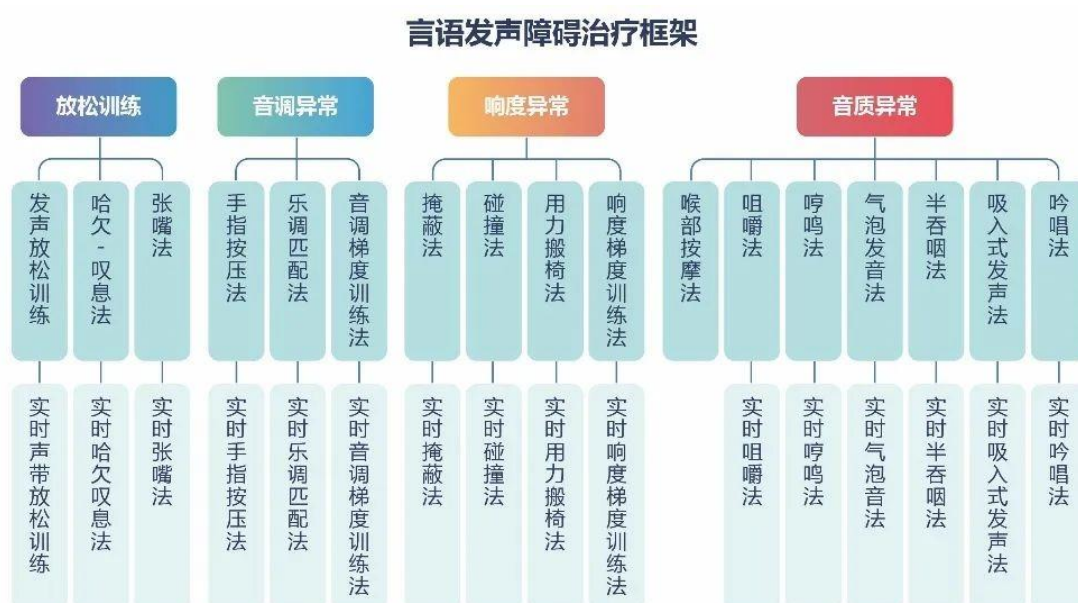 言语发声障碍治疗框架
放松训练
音调异常
响度异常
音质异常
发声放松训练
哈欠-叹息法
张嘴法
手指按压法
乐调匹配法
音调梯度训练法
掩蔽法
碰撞法
用力搬椅法
响度梯度训练法
喉部按摩法
咀嚼法
哼鸣法
气泡发音法
半吞咽法
吸入式发声法
吟唱法
实时声带放松训练
实时哈欠叹息法
实时张嘴法
实时手指按压法
实时乐调匹配法
实时音调梯度训练法
实时掩蔽法
实时碰撞法
实时用力搬椅法
实时响度梯度训练法
实时咀嚼法
实时哼鸣法
实时气泡音法
实时半吞咽法
实时吸入式发声法
实时吟唱法